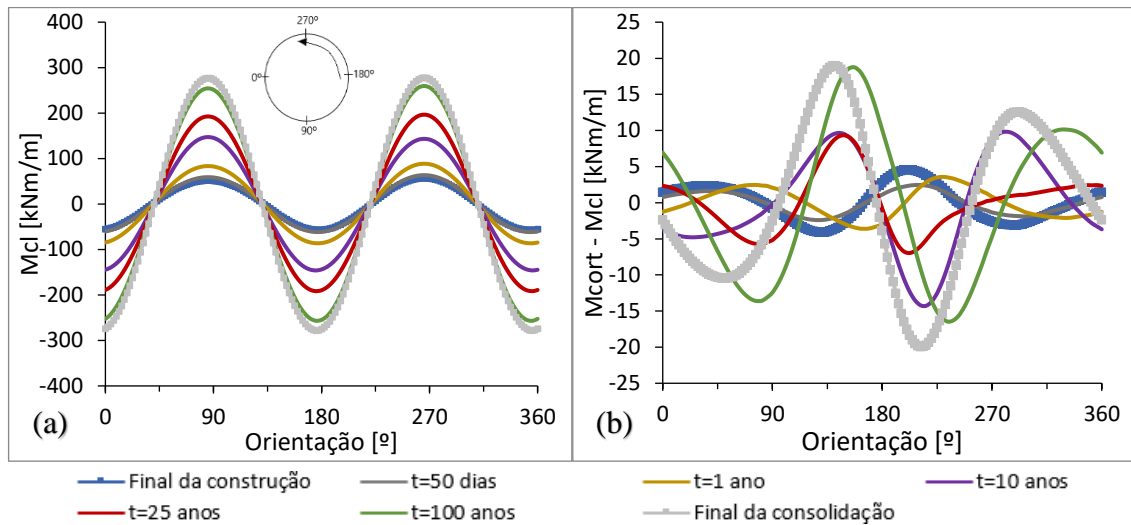 400
300
200
100
0
-100
-200
-300
-400
Mcl [kNm/m]
270º
0º
180º
90º
0 90 180 270 360
(a)
Orientação [º]
25
20
15
10
5
0
-5
-10
-15
-20
-25
Mcort - Mcl [kNm/m]
0 90 180 270 360
(b)
Orientação [º]
Final da construção t=50 dias t=1 ano t=10 anos
t=25 anos t=100 anos Final da consolidação